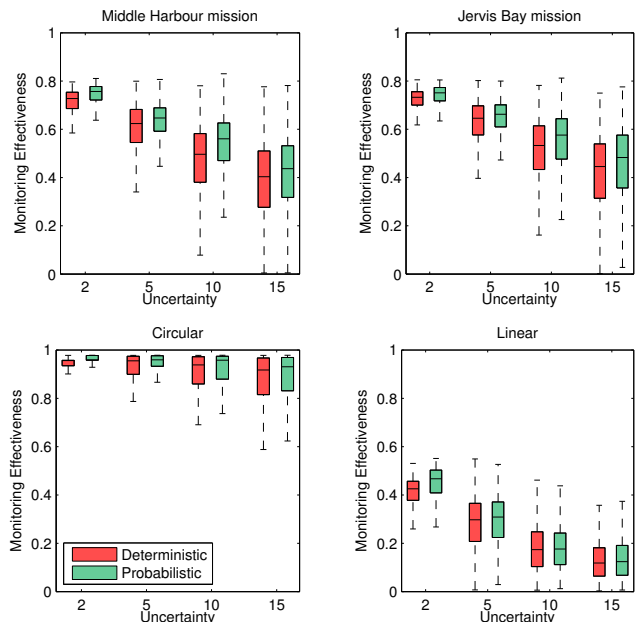 Middle Harbour mission
1
0.8
0.6
0.4
0.2
0
Monitoring Effectiveness
2 5 10 15
Uncertainty
Jervis Bay mission
1
0.8
0.6
0.4
0.2
0
Monitoring Effectiveness
2 5 10 15
Uncertainty
Circular
1
0.8
0.6
0.4
0.2
0
Monitoring Effectiveness
Deterministic
Probabilistic
2 5 10 15
Linear
1
0.8
0.6
0.4
0.2
0
Monitoring Effectiveness
2 5 10 15